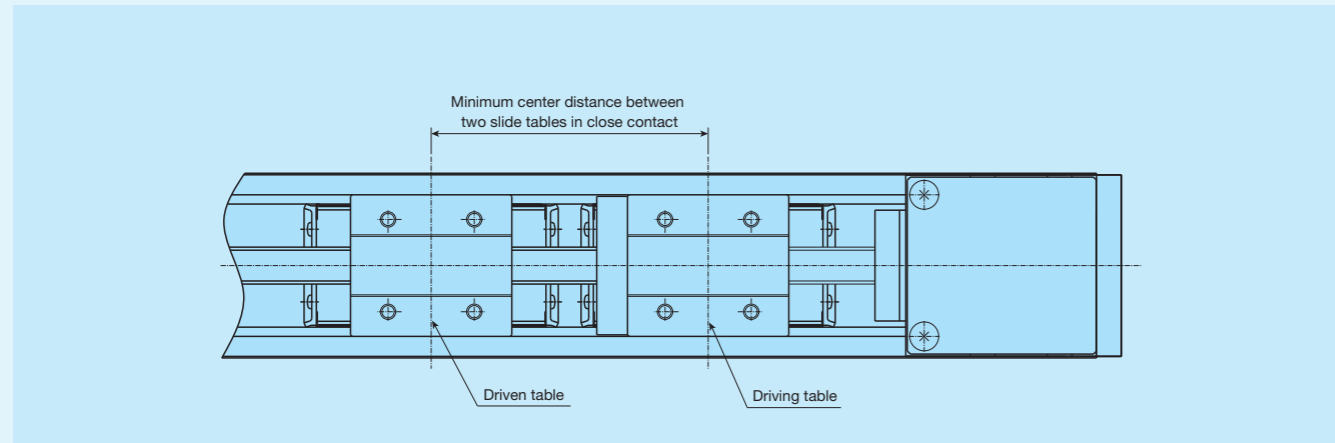 Minimum center distance between
two slide tables in close contact
Driven table
Driving table